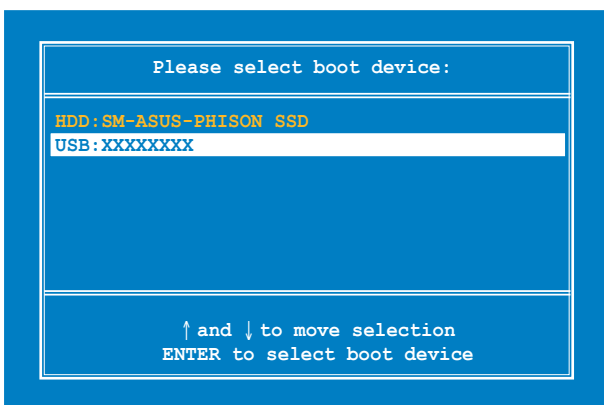 Please select boot device:
HDD:SM-ASUS-PHISON SSD
USB:XXXXXXXX
↑ and ↓ to move selection
ENTER to select boot device